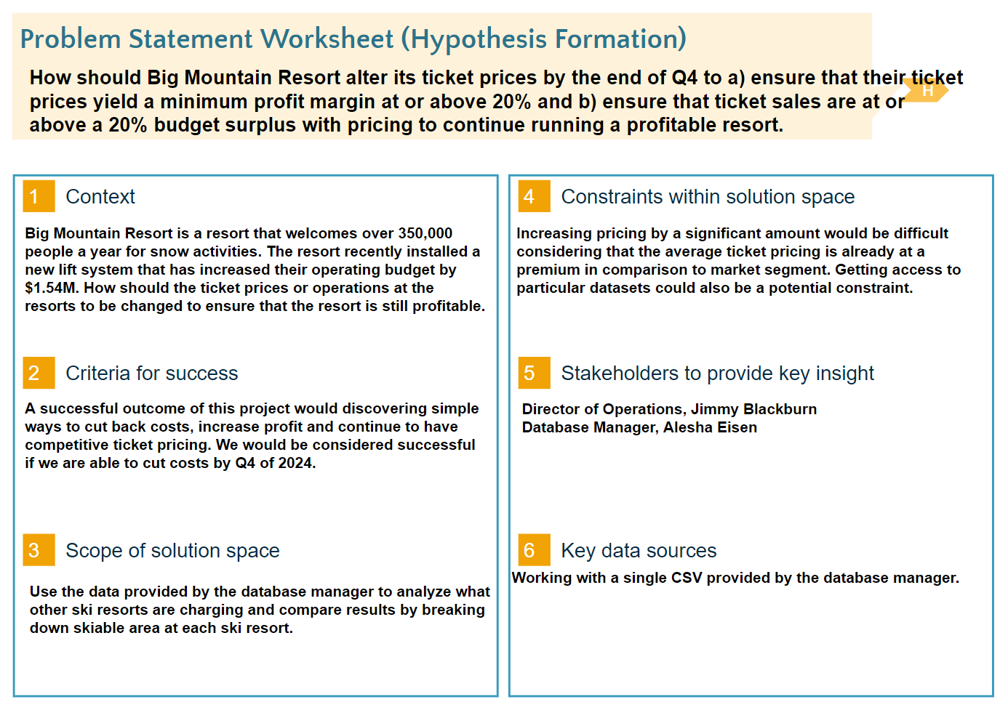 Problem Statement Worksheet (Hypothesis Formation)
How should Big Mountain Resort alter its ticket prices by the end of Q4 to a) ensure that their ticket
prices yield a minimum profit margin at or above 20% and b) ensure that ticket sales are at or
H
above a 20% budget surplus with pricing to continue running a profitable resort.
1 Context
Big Mountain Resort is a resort that welcomes over 350,000
people a year for snow activities. The resort recently installed a
new lift system that has increased their operating budget by
$1.54M. How should the ticket prices or operations at the
resorts to be changed to ensure that the resort is still profitable.
2 Criteria for success
A successful outcome of this project would discovering simple
ways to cut back costs, increase profit and continue to have
competitive ticket pricing. We would be considered successful
if we are able to cut costs by Q4 of 2024.
3 Scope of solution space
Use the data provided by the database manager to analyze what
other ski resorts are charging and compare results by breaking
down skiable area at each ski resort.
4 Constraints within solution space
Increasing pricing by a significant amount would be difficult
considering that the average ticket pricing is already at a
premium in comparison to market segment. Getting access to
particular datasets could also be a potential constraint.
5 Stakeholders to provide key insight
Director of Operations, Jimmy Blackburn
Database Manager, Alesha Eisen
6 Key data sources
Working with a single CSV provided by the database manager.